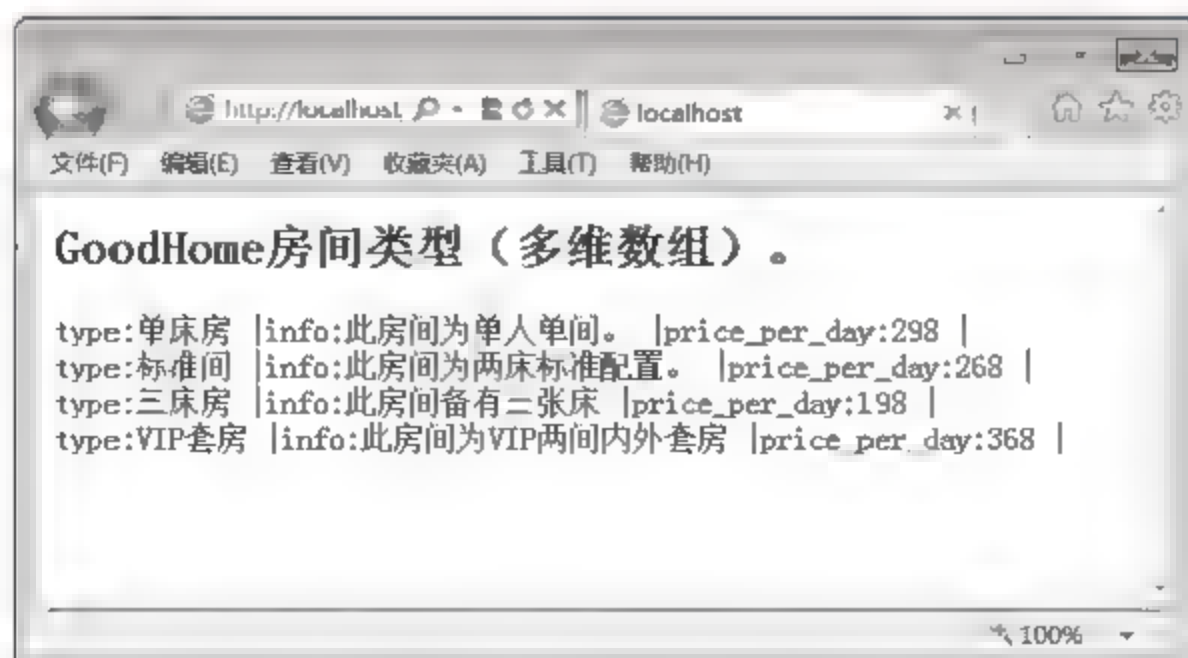 http://localhost
localhost
文件(F) 编辑(E) 查看(V) 收藏夹(A) 工具(T) 帮助(H)
GoodHome房间类型（多维数组）。
type:单床房 |info:此房间为单人单间。 |price_per_day:298 |
type:标准间 |info:此房间为两床标准配置。 |price_per_day:268 |
type:三床房 |info:此房间备有三张床 |price_per_day:198 |
type:VIP套房 |info:此房间为VIP两间内外套房 |price_per_day:368 |
100%